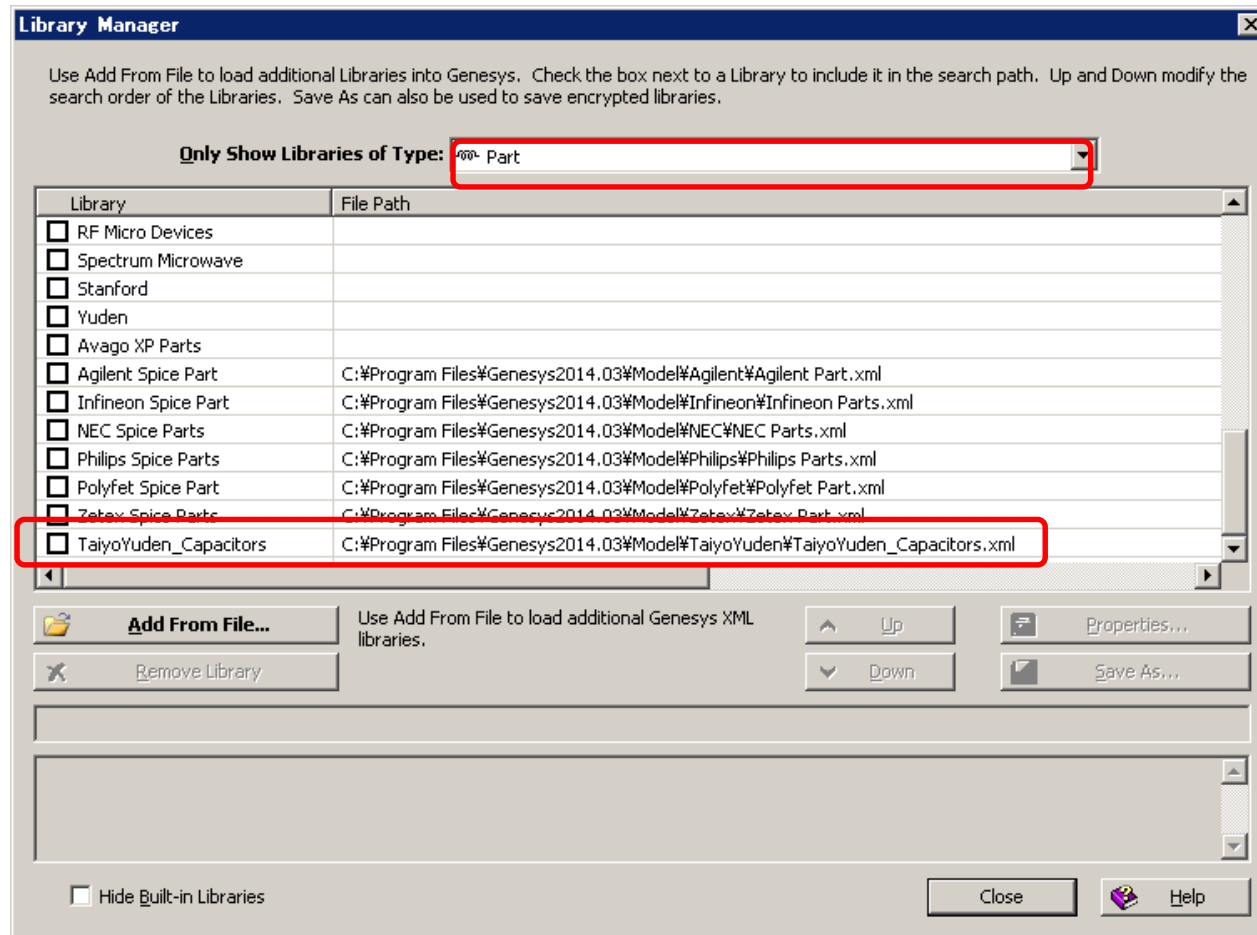 Library Manager
Use Add From File to load additional Libraries into Genesys. Check the box next to a Library to include it in the search path. Up and Down modify the
search order of the Libraries. Save As can also be used to save encrypted libraries.
Only Show Libraries of Type: Part
Library File Path
RF Micro Devices
Spectrum Microwave
Stanford
Yuden
Avago XP Parts
Agilent Spice Part C:¥Program Files¥Genesys2014.03¥Model¥Agilent¥Agilent Part.xml
Infineon Spice Part C:¥Program Files¥Genesys2014.03¥Model¥Infineon¥Infineon Parts.xml
NEC Spice Parts C:¥Program Files¥Genesys2014.03¥Model¥NEC¥NEC Parts.xml
Philips Spice Parts C:¥Program Files¥Genesys2014.03¥Model¥Philips¥Philips Parts.xml
Polyfet Spice Part C:¥Program Files¥Genesys2014.03¥Model¥Polyfet¥Polyfet Part.xml
Zetex Spice Parts C:¥Program Files¥Genesys2014.03¥Model¥Zetex¥Zetex Part.xml
TaiyoYuden_Capacitors C:¥Program Files¥Genesys2014.03¥Model¥TaiyoYuden¥TaiyoYuden_Capacitors.xml
Add From File... Use Add From File to load additional Genesys XML Up Properties...
libraries.
Remove Library Down Save As...
Hide Built-in Libraries Close Help